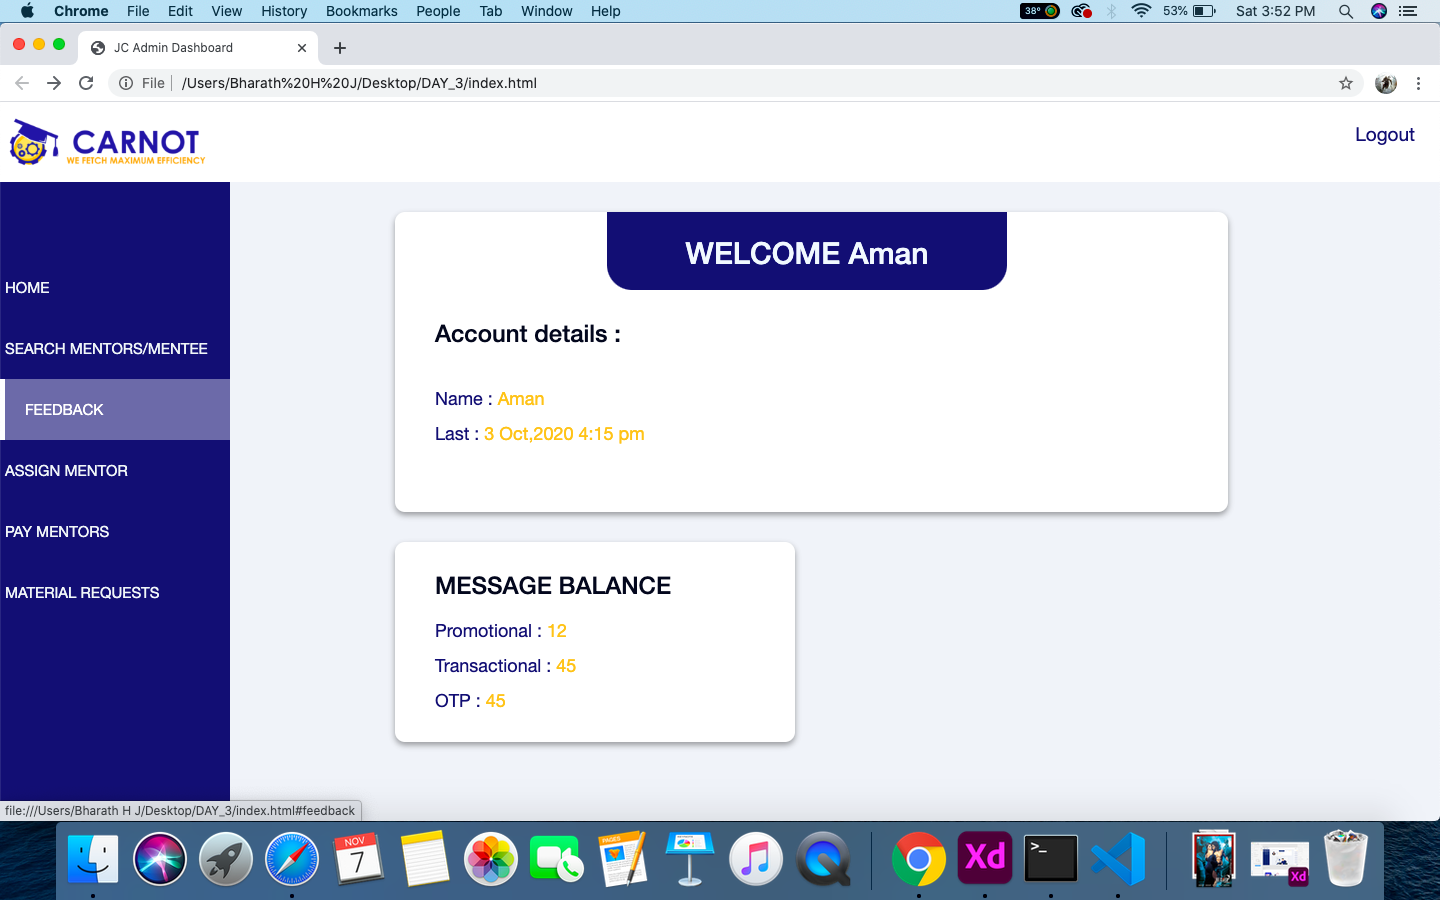 Chrome File Edit View History Bookmarks People Tab Window Help 38° 53% Sat 3:52 PM
JC Admin Dashboard
File /Users/Bharath%20H%20J/Desktop/DAY_3/index.html
CARNOT
WE FETCH MAXIMUM EFFICIENCY
Logout
HOME
SEARCH MENTORS/MENTEE
FEEDBACK
ASSIGN MENTOR
PAY MENTORS
MATERIAL REQUESTS
WELCOME Aman
Account details :
Name : Aman
Last : 3 Oct,2020 4:15 pm
MESSAGE BALANCE
Promotional : 12
Transactional : 45
OTP : 45
file:///Users/Bharath H J/Desktop/DAY_3/index.html#feedback
NOV
7
PAGES
Xd
>_
Xd